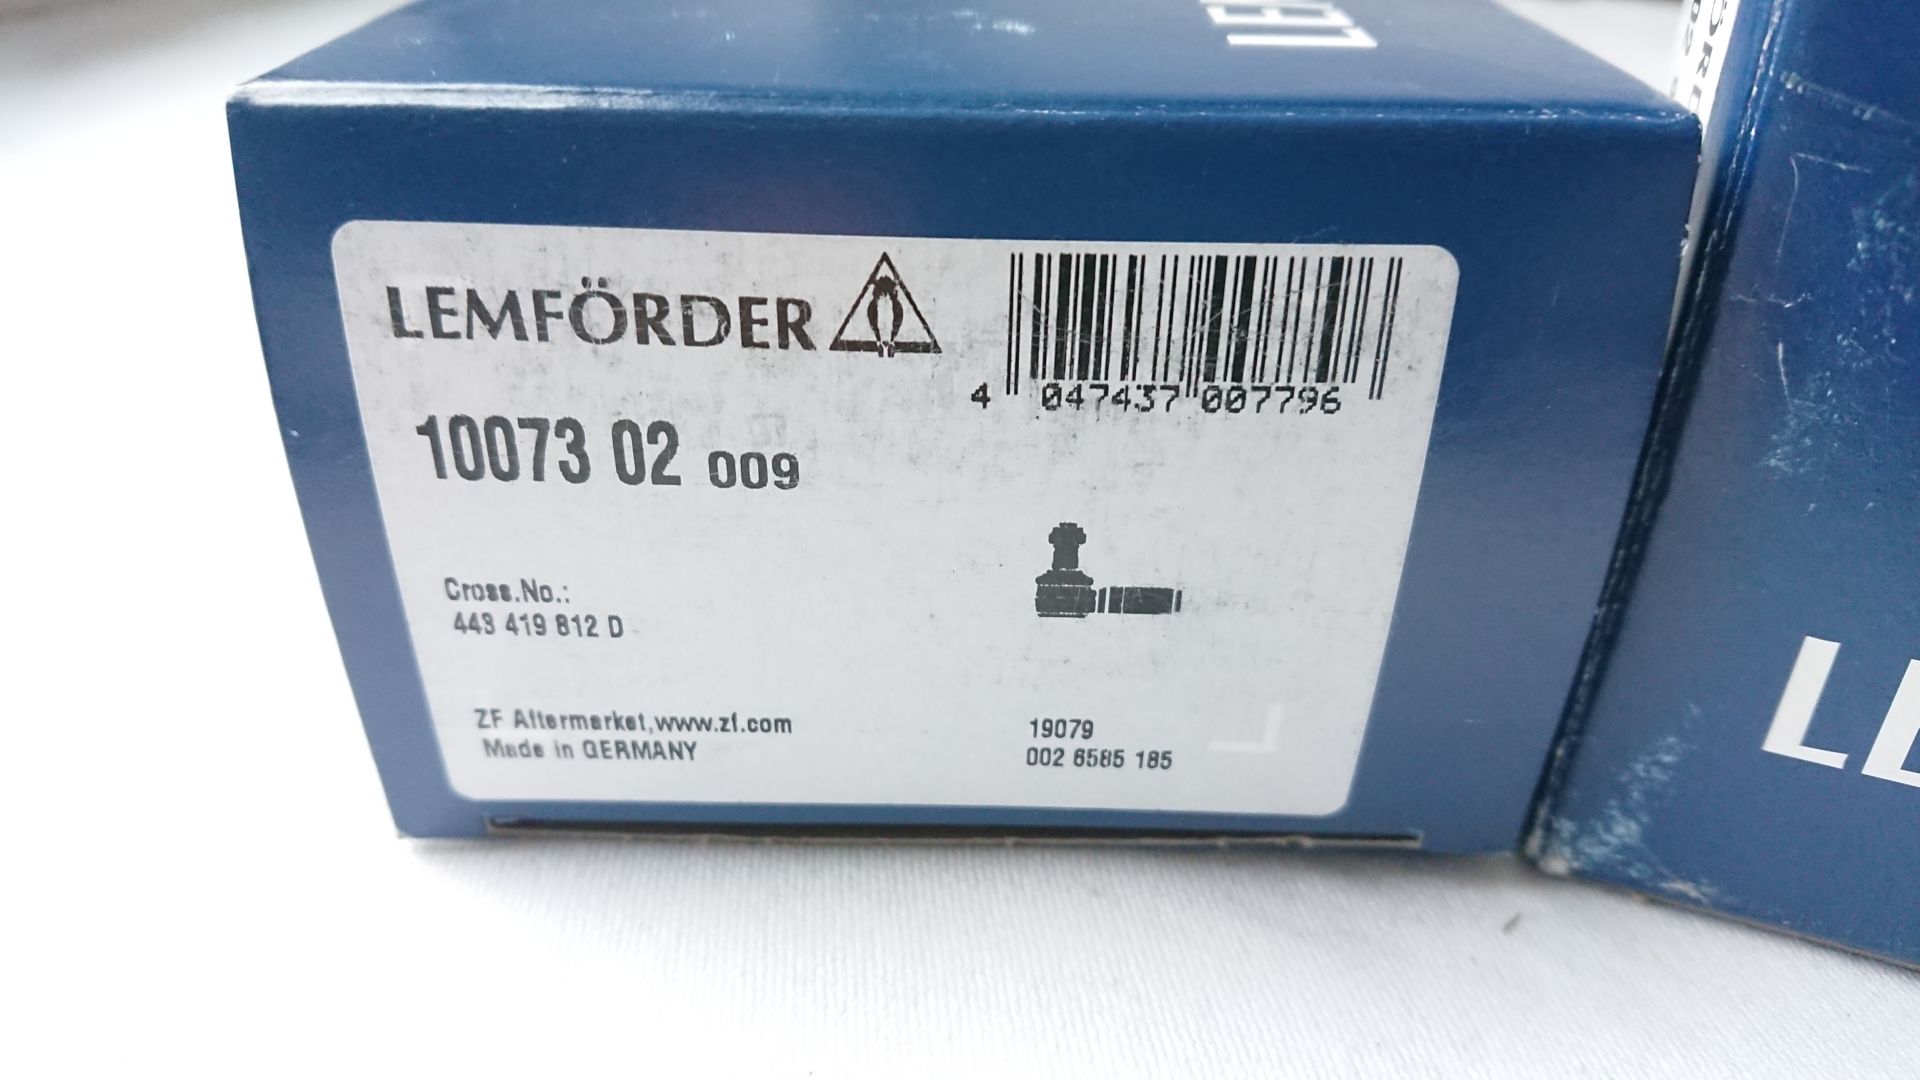 LEMFÖRDER
4 047437 007796
10073 02 009
Cross.No.:
443 419 812 D
ZF Aftermarket,www.zf.com
Made in GERMANY
19079
002 6585 185
LE